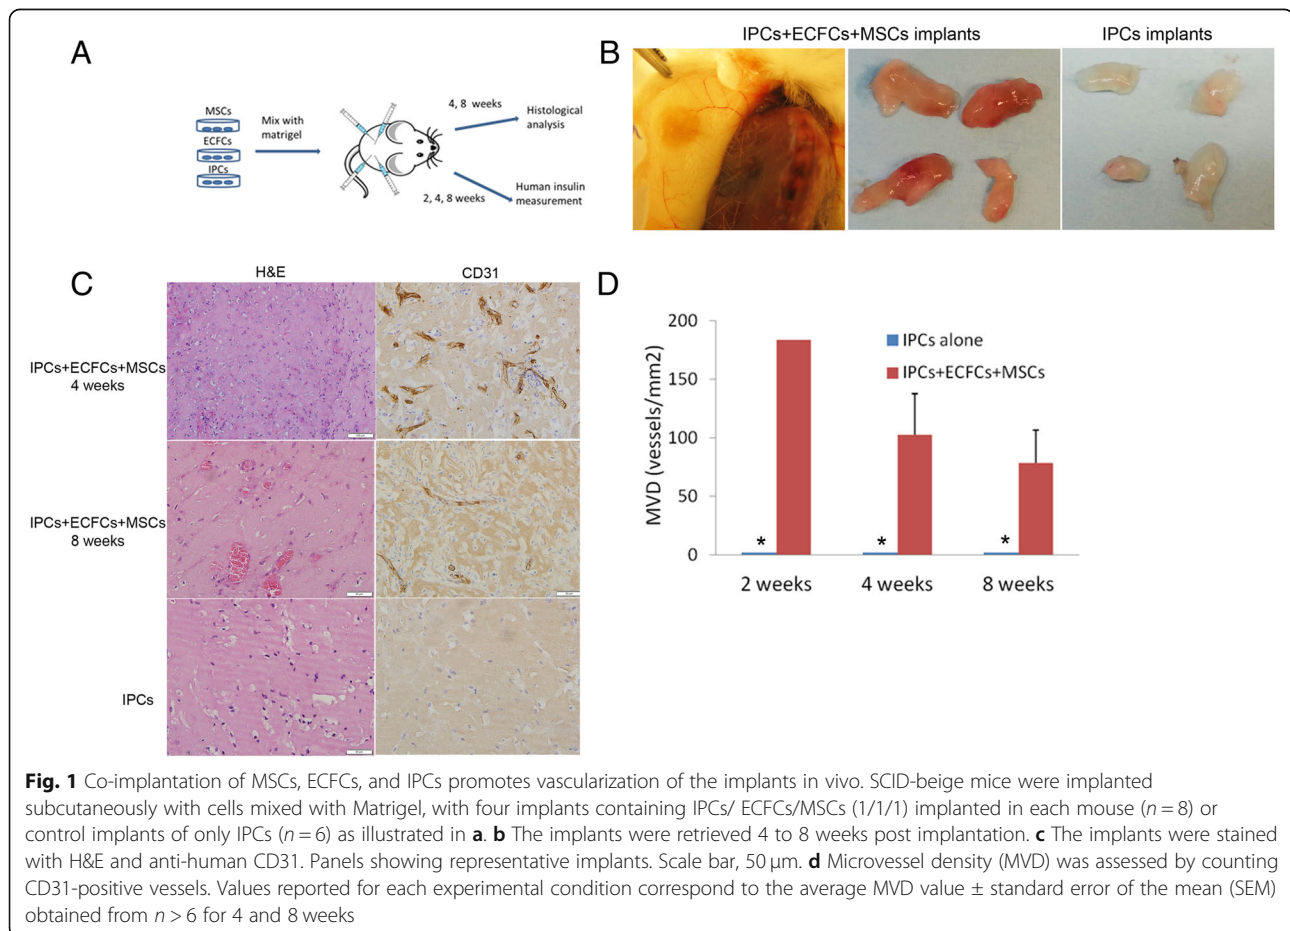 A
MSCs
ECFCs
IPCs
Mix with
matrigel
4, 8 weeks
2, 4, 8 weeks
Histological
analysis
Human insulin
measurement
B
IPCs+ECFCs+MSCs implants
IPCs implants
C
H&E
CD31
IPCs+ECFCs+MSCs
4 weeks
IPCs+ECFCs+MSCs
8 weeks
IPCs
D
MVD (vessels/mm2)
200
150
100
50
0
IPCs alone
IPCs+ECFCs+MSCs
* * *
2 weeks 4 weeks 8 weeks
Fig. 1 Co-implantation of MSCs, ECFCs, and IPCs promotes vascularization of the implants in vivo. SCID-beige mice were implanted
subcutaneously with cells mixed with Matrigel, with four implants containing IPCs/ ECFCs/MSCs (1/1/1) implanted in each mouse (n = 8) or
control implants of only IPCs (n = 6) as illustrated in a. b The implants were retrieved 4 to 8 weeks post implantation. c The implants were stained
with H&E and anti-human CD31. Panels showing representative implants. Scale bar, 50 μm. d Microvessel density (MVD) was assessed by counting
CD31-positive vessels. Values reported for each experimental condition correspond to the average MVD value ± standard error of the mean (SEM)
obtained from n > 6 for 4 and 8 weeks